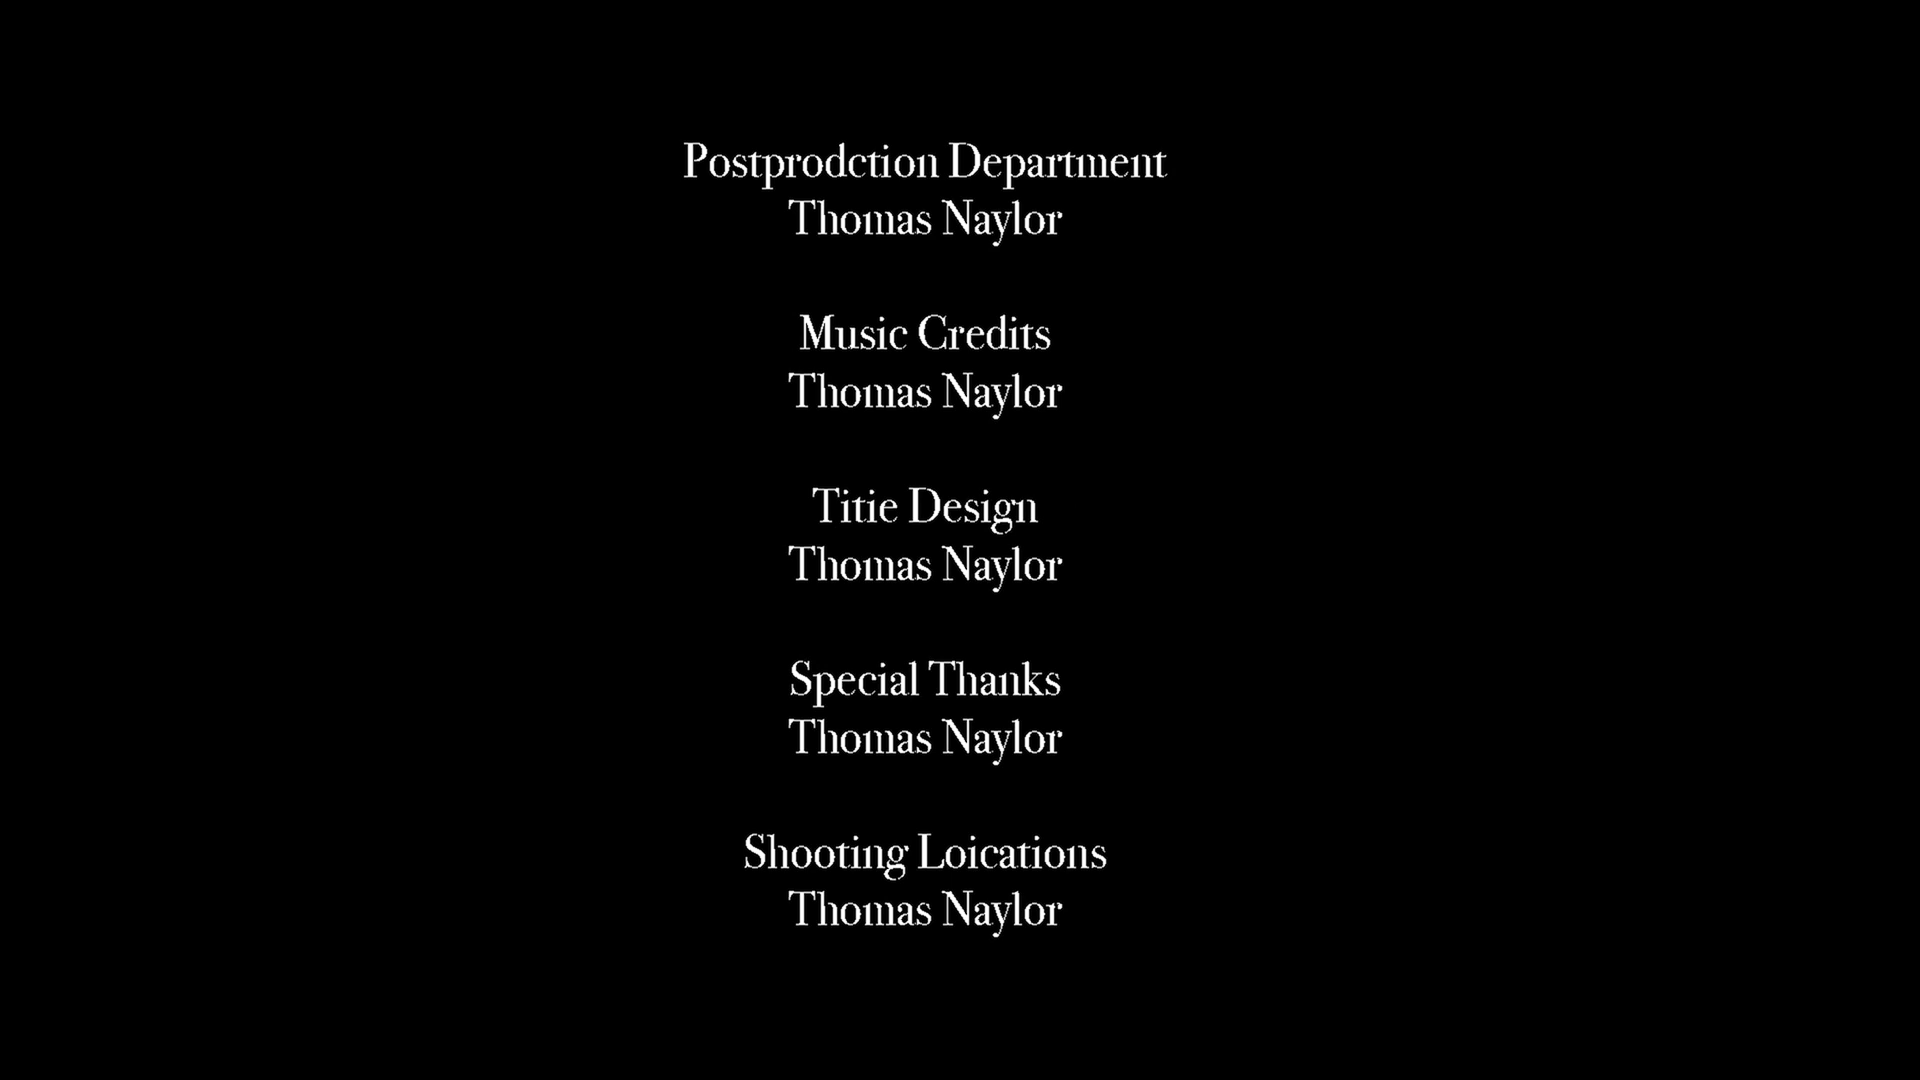 Postprodction Department
Thomas Naylor
Music Credits
Thomas Naylor
Titie Design
Thomas Naylor
Special Thanks
Thomas Naylor
Shooting Loications
Thomas Naylor